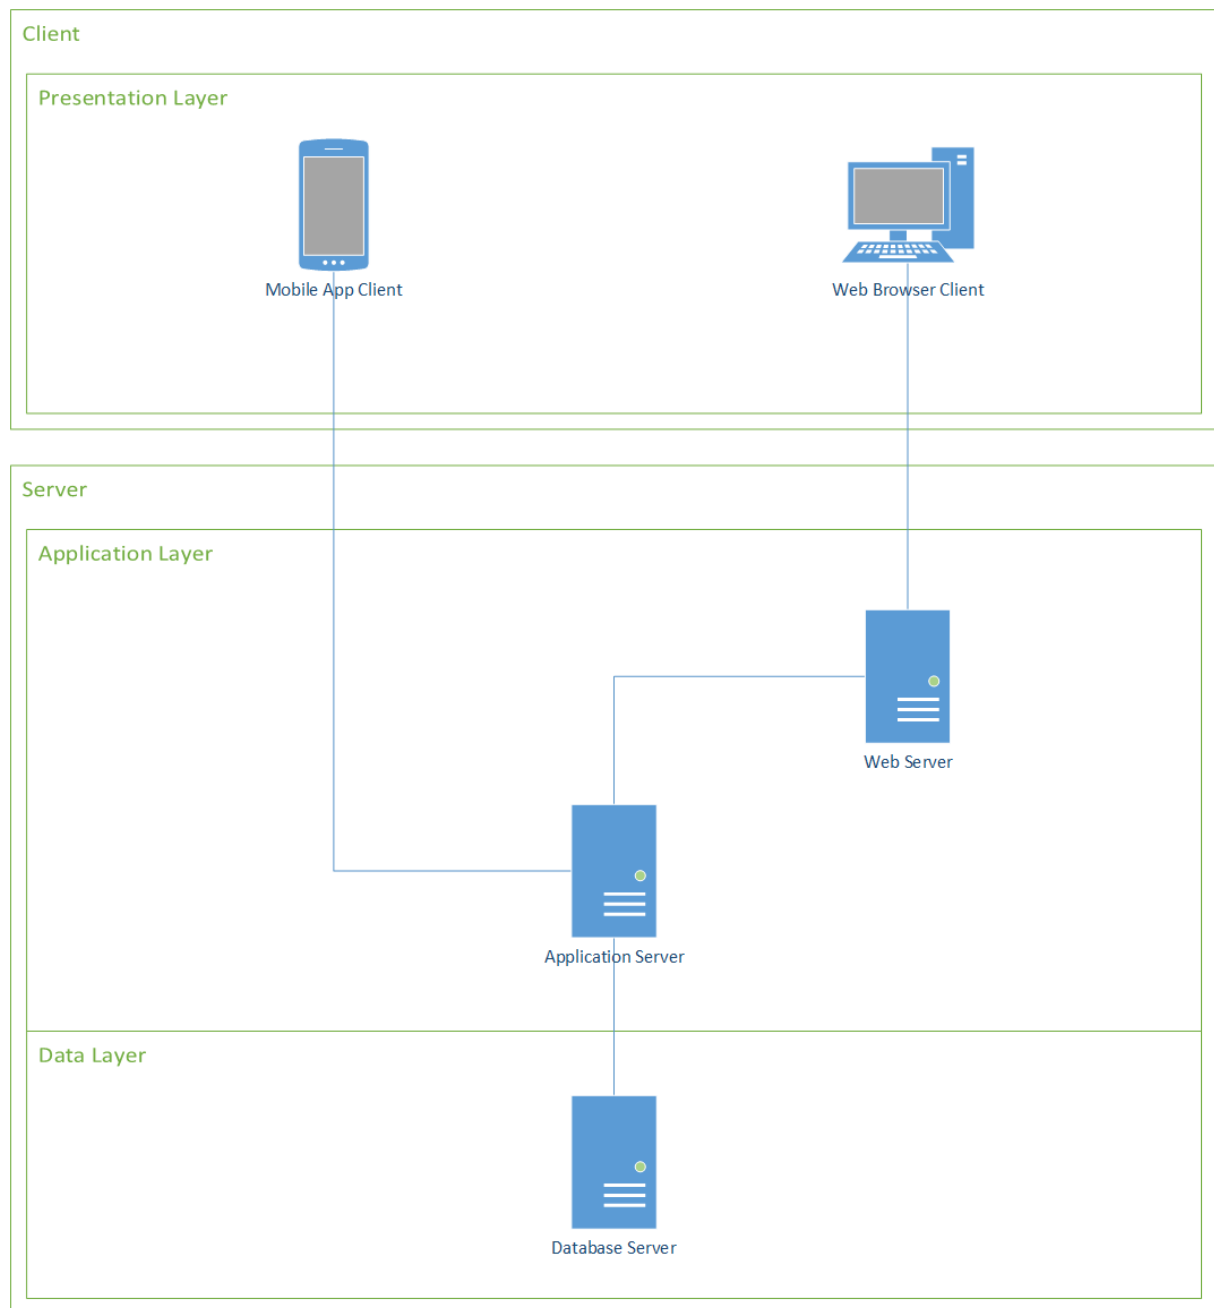 Client
Presentation Layer
Mobile App Client
Web Browser Client
Server
Application Layer
Web Server
Application Server
Data Layer
Database Server